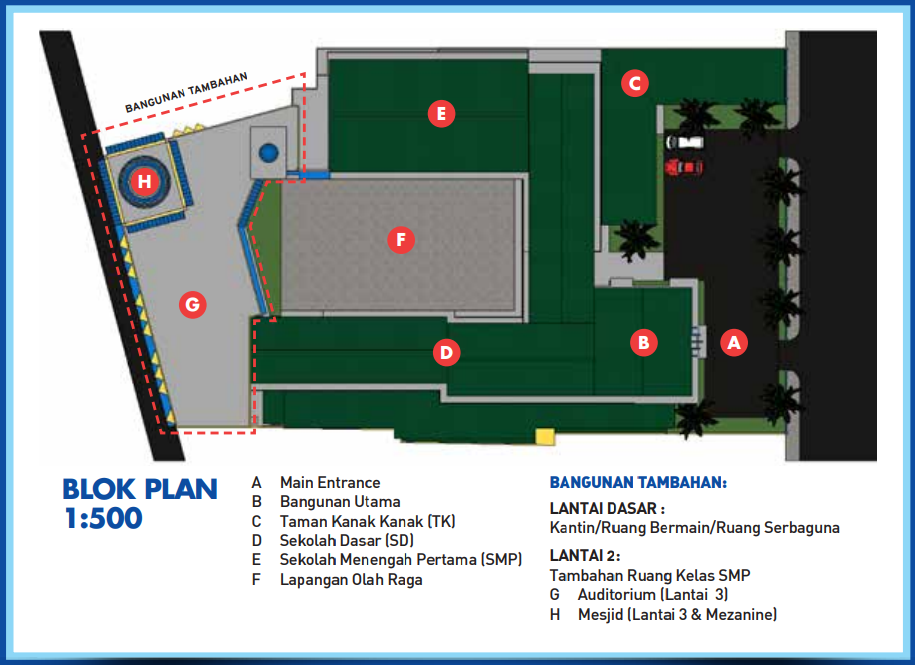 BANGUNAN TAMBAHAN
C
E
H
F
G
D
B
A
BLOK PLAN
1:500
A Main Entrance
B Bangunan Utama
C Taman Kanak Kanak (TK)
D Sekolah Dasar (SD)
E Sekolah Menengah Pertama (SMP)
F Lapangan Olah Raga
BANGUNAN TAMBAHAN:
LANTAI DASAR :
Kantin/Ruang Bermain/Ruang Serbaguna
LANTAI 2:
Tambahan Ruang Kelas SMP
G Auditorium (Lantai 3)
H Mesjid (Lantai 3 & Mezanine)